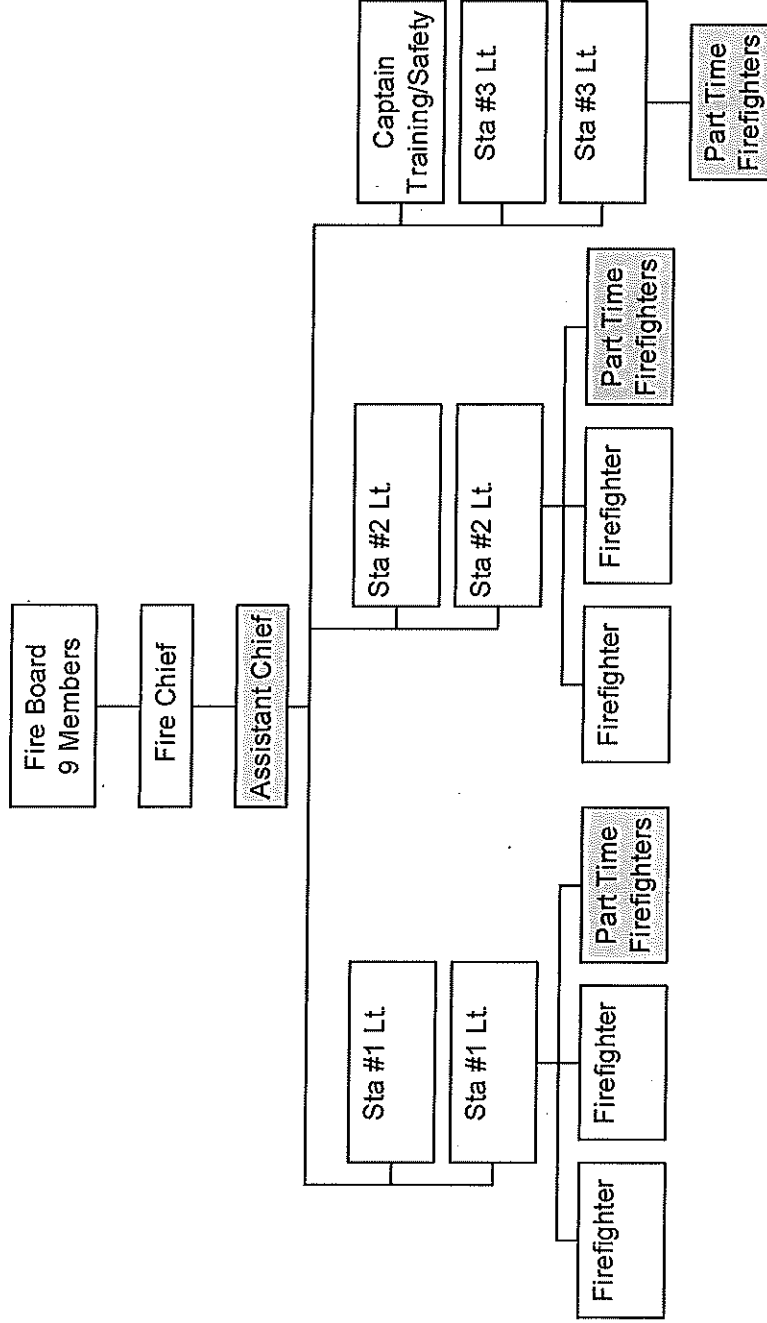 Fire Board
9 Members
Fire Chief
Assistant Chief
Sta #1 Lt.
Sta #1 Lt.
Firefighter
Firefighter
Part Time
Firefighters
Sta #2 Lt.
Sta #2 Lt.
Firefighter
Firefighter
Part Time
Firefighters
Captain
Training/Safety
Sta #3 Lt.
Sta #3 Lt.
Part Time
Firefighters